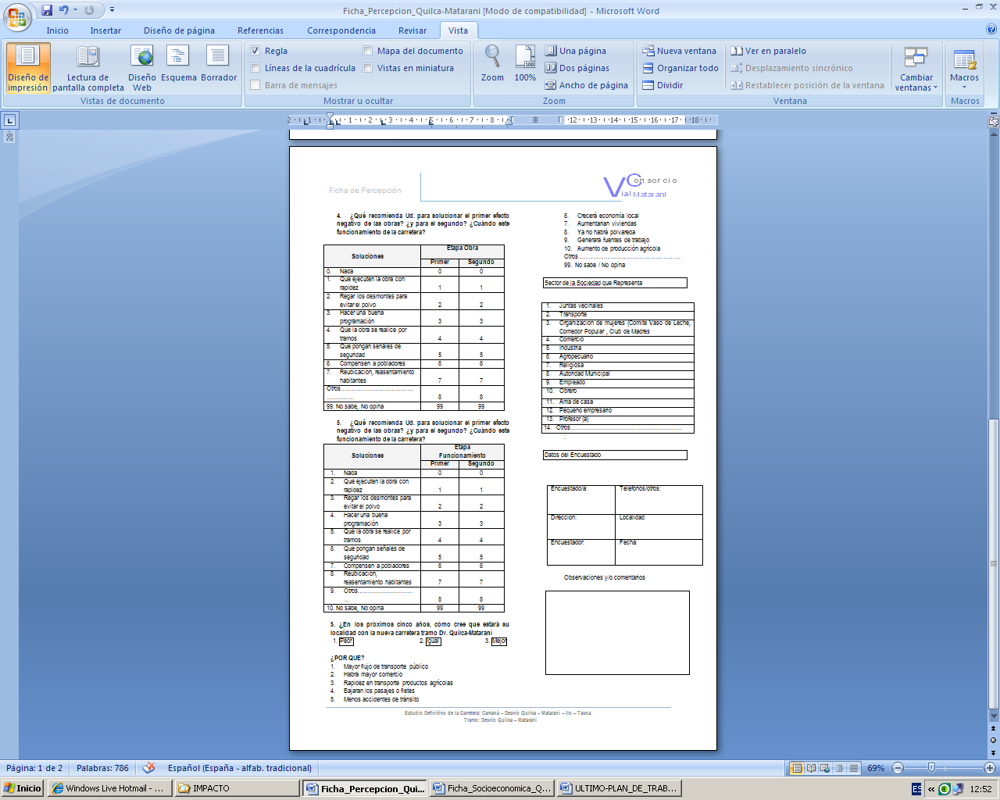 Ficha_Percepcion_Quilca-Matarani [Modo de compatibilidad] - Microsoft Word
Inicio
Insertar
Diseño de página
Referencias
Correspondencia
Revisar
Vista
Diseño de impresión
Lectura de pantalla completa
Diseño Web
Esquema
Borrador
Vistas de documento
Regla
Líneas de la cuadrícula
Barra de mensajes
Mapa del documento
Vistas en miniatura
Mostrar u ocultar
Zoom
100%
Una página
Dos páginas
Ancho de página
Zoom
Nueva ventana
Organizar todo
Dividir
Ver en paralelo
Desplazamiento sincrónico
Restablecer posición de la ventana
Cambiar ventanas
Ventana
Macros
Macros
Ficha de Percepción
Consorcio
Vial Matarani
4. ¿Qué recomienda Ud. para solucionar el primer efecto
negativo de las obras? ¿y para el segundo? ¿Cuándo este
funcionamiento de la carretera?
Soluciones
Etapa Obra
Primer Segundo
0. Nada 0 0
1. Que ejecuten la obra con
rapidez 1 1
2. Regar los desmontes para
evitar el polvo 2 2
3. Hacer una buena
programación 3 3
4. Que la obra se realice por
tramos 4 4
5. Que pongan señales de
seguridad 5 5
6. Compensen a pobladores 6 6
7. Reubicación, reasentamiento
habitantes 7 7
Otros......................................
.............. 8 8
99. No sabe, No opina 99 99
5. ¿Qué recomienda Ud. para solucionar el primer efecto
negativo de las obras? ¿y para el segundo? ¿Cuándo este
funcionamiento de la carretera?
Soluciones
Etapa
Funcionamiento
Primer Segundo
1. Nada 0 0
2. Que ejecuten la obra con
rapidez 1 1
3. Regar los desmontes para
evitar el polvo 2 2
4. Hacer una buena
programación 3 3
5. Que la obra se realice por
tramos 4 4
6. Que pongan señales de
seguridad 5 5
7. Compensen a pobladores 6 6
8. Reubicación,
reasentamiento habitantes 7 7
9. Otros............................
... 8 8
10. No sabe, No opina 99 99
5. ¿En los próximos cinco años, cómo cree que estará su
localidad con la nueva carretera tramo Dv. Quilca-Matarani
1. Peor 2. Igual 3. Mejor
¿POR QUE?
1. Mayor flujo de transporte público
2. Habrá mayor comercio
3. Rapidez en transporte productos agrícolas
4. Bajaran los pasajes o fletes
5. Menos accidentes de tránsito
6. Crecerá economía local
7. Aumentarían viviendas
8. Ya no habrá polvareda
9. Generará fuentes de trabajo
10. Aumento de producción agrícola
Otros......................................................
99. No sabe / No opina
Sector de la Sociedad que Representa
1. Juntas vecinales
2. Transporte
3. Organización de mujeres (Comité Vaso de Leche,
Comedor Popular , Club de Madres
4. Comercio
5. Industria
6. Agropecuario
7. Religiosa
8. Autoridad Municipal
9. Empleado
10. Obrero
11. Ama de casa
12. Pequeño empresario
13. Profesor (a)
14. Otros..............................................................
:
Datos del Encuestado
Encuestado/a: Teléfonos/otros:
Dirección: Localidad
Encuestador: Fecha:
Observaciones y/o comentarios
Estudio Definitivo de la Carretera: Camaná – Desvió Quilca – Matarani – Ilo – Tacna.
Tramo: Desvío Quilca – Matarani
Página: 1 de 2
Palabras: 786
Español (España - alfab. tradicional)
69%
Inicio
Windows Live Hotmail - ...
IMPACTO
Ficha_Percepcion_Qui...
Ficha_Socioeconomica_Q...
ULTIMO-PLAN_DE_TRAB...
ES
12:52